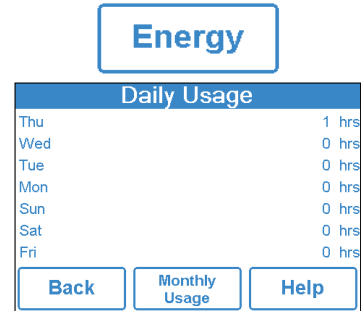 Energy
Daily Usage
Thu 1 hrs
Wed 0 hrs
Tue 0 hrs
Mon 0 hrs
Sun 0 hrs
Sat 0 hrs
Fri 0 hrs
Back
Monthly
Usage
Help